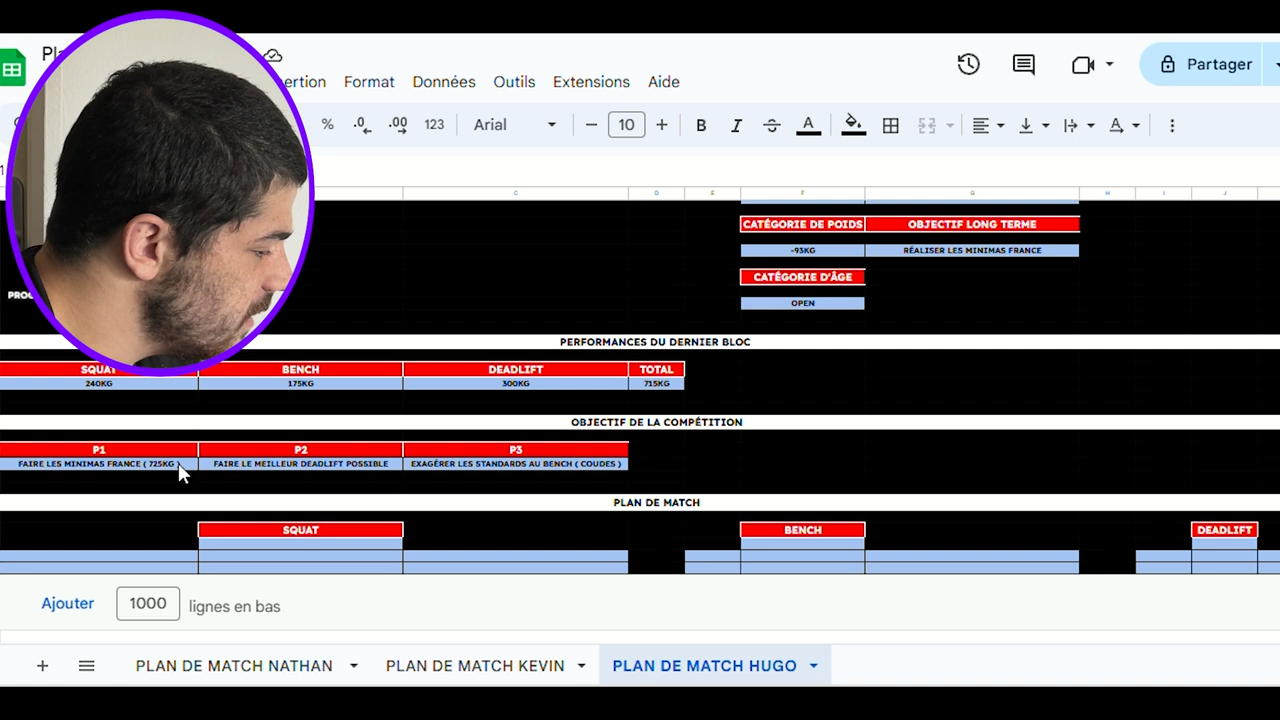 Pl
ertion Format Données Outils Extensions Aide
Partager
% .0 .00 123 Arial 10 B I A A
1
C D E F G H I J
CATÉGORIE DE POIDS OBJECTIF LONG TERME
-93KG RÉALISER LES MINIMAS FRANCE
CATÉGORIE D'ÂGE
PROG
OPEN
PERFORMANCES DU DERNIER BLOC
SQUAT BENCH DEADLIFT TOTAL
240KG 175KG 300KG 715KG
OBJECTIF DE LA COMPÉTITION
P1 P2 P3
FAIRE LES MINIMAS FRANCE ( 725KG ) FAIRE LE MEILLEUR DEADLIFT POSSIBLE EXAGÉRER LES STANDARDS AU BENCH ( COUDES )
PLAN DE MATCH
SQUAT BENCH DEADLIFT
Ajouter 1000 lignes en bas
+ PLAN DE MATCH NATHAN PLAN DE MATCH KEVIN PLAN DE MATCH HUGO